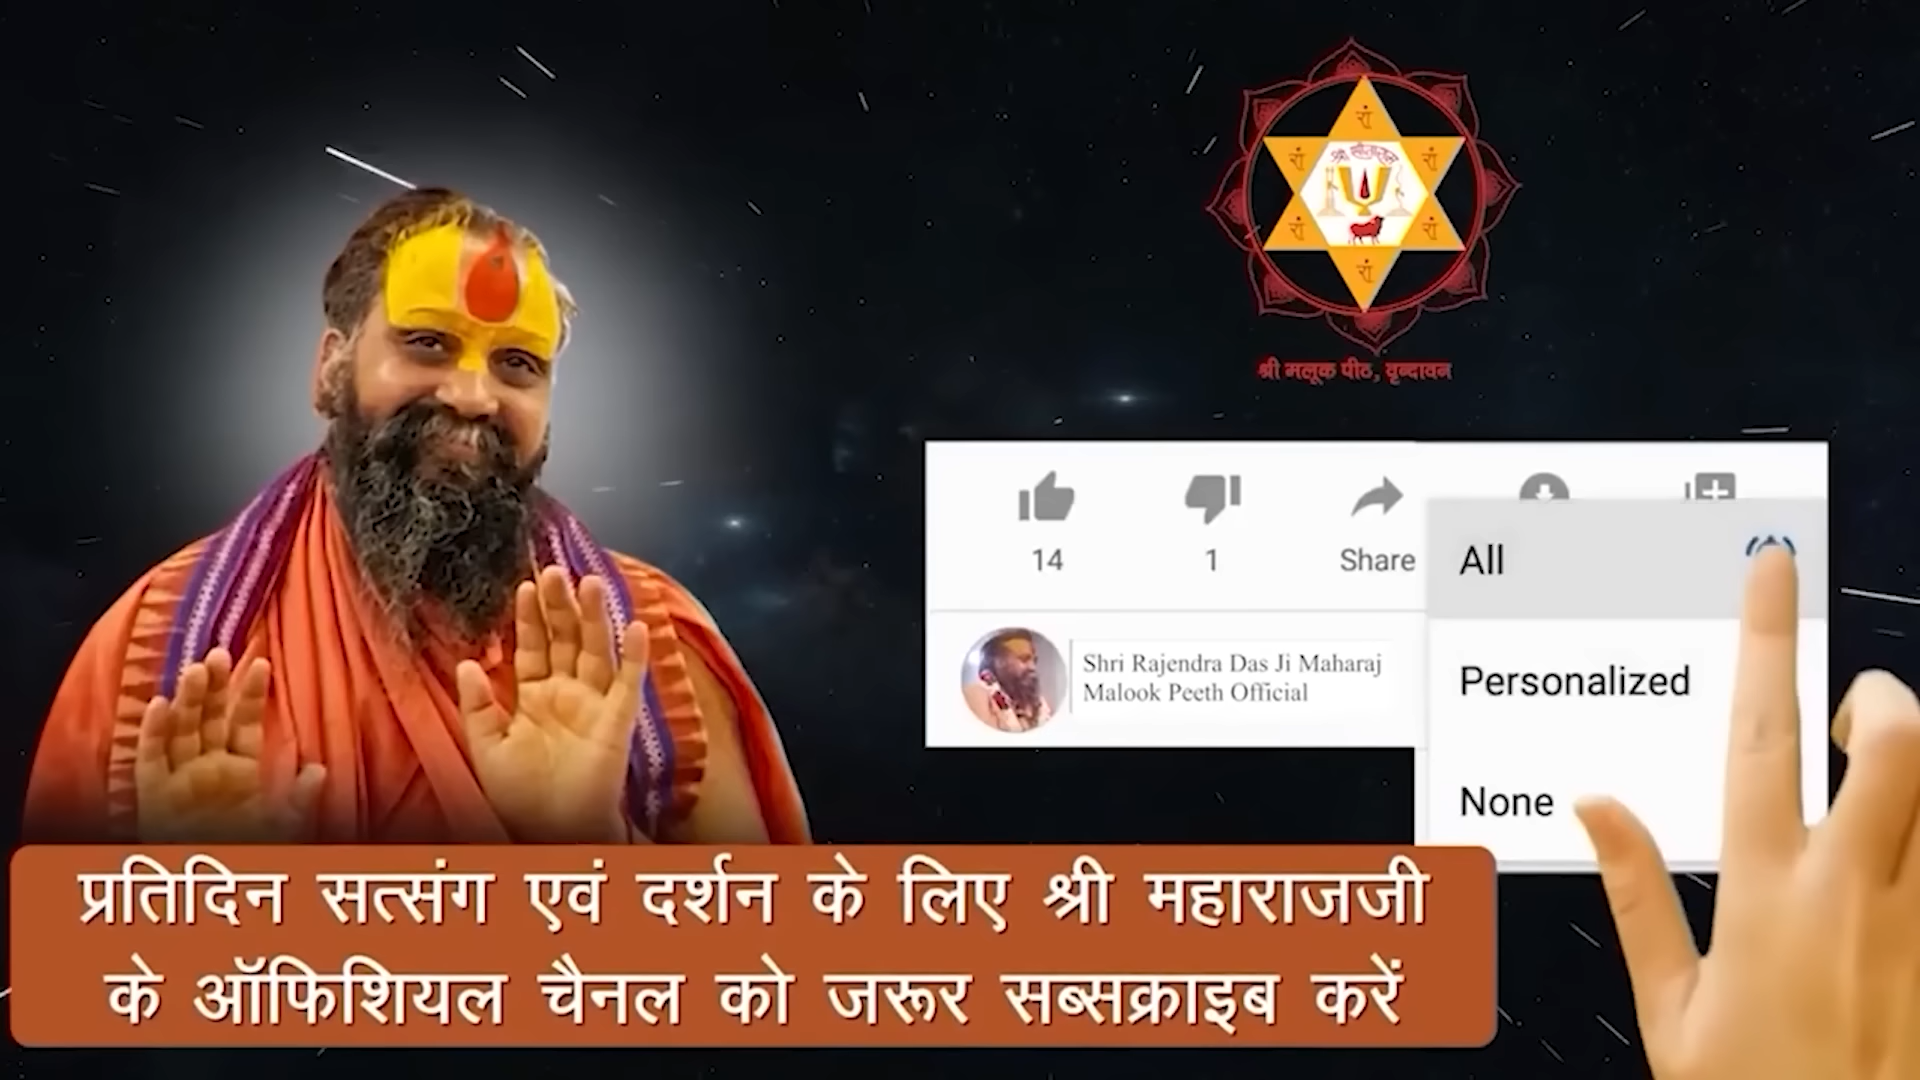 रां
रां
रां
श्री सीताराम
रां
रां
रां
श्री मलूक पीठ, वृन्दावन
14
1
Share
All
Shri Rajendra Das Ji Maharaj
Malook Peeth Official
Personalized
None
प्रतिदिन सत्संग एवं दर्शन के लिए श्री महाराजजी
के ऑफिशियल चैनल को जरूर सब्सक्राइब करें